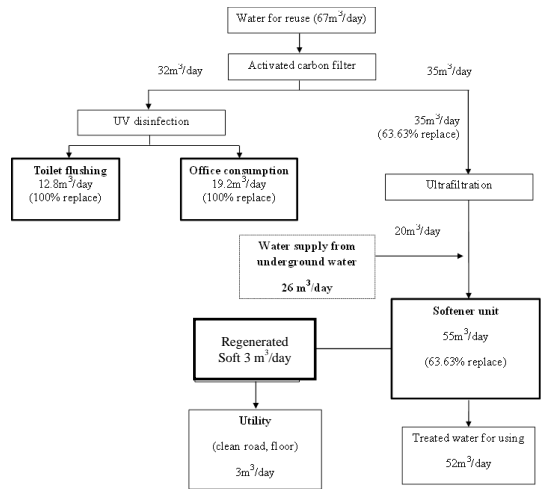 Water for reuse (67m³/day)
Activated carbon filter
32m³/day
35m³/day
UV disinfection
35m³/day
(63.63% replace)
Toilet flushing
12.8m³/day
(100% replace)
Office consumption
19.2m³/day
(100% replace)
Ultrafiltration
20m³/day
Water supply from
underground water
26 m³/day
Softener unit
55m³/day
(63.63% replace)
Regenerated
Soft 3 m³/day
Utility
(clean road, floor)
3m³/day
Treated water for using
52m³/day